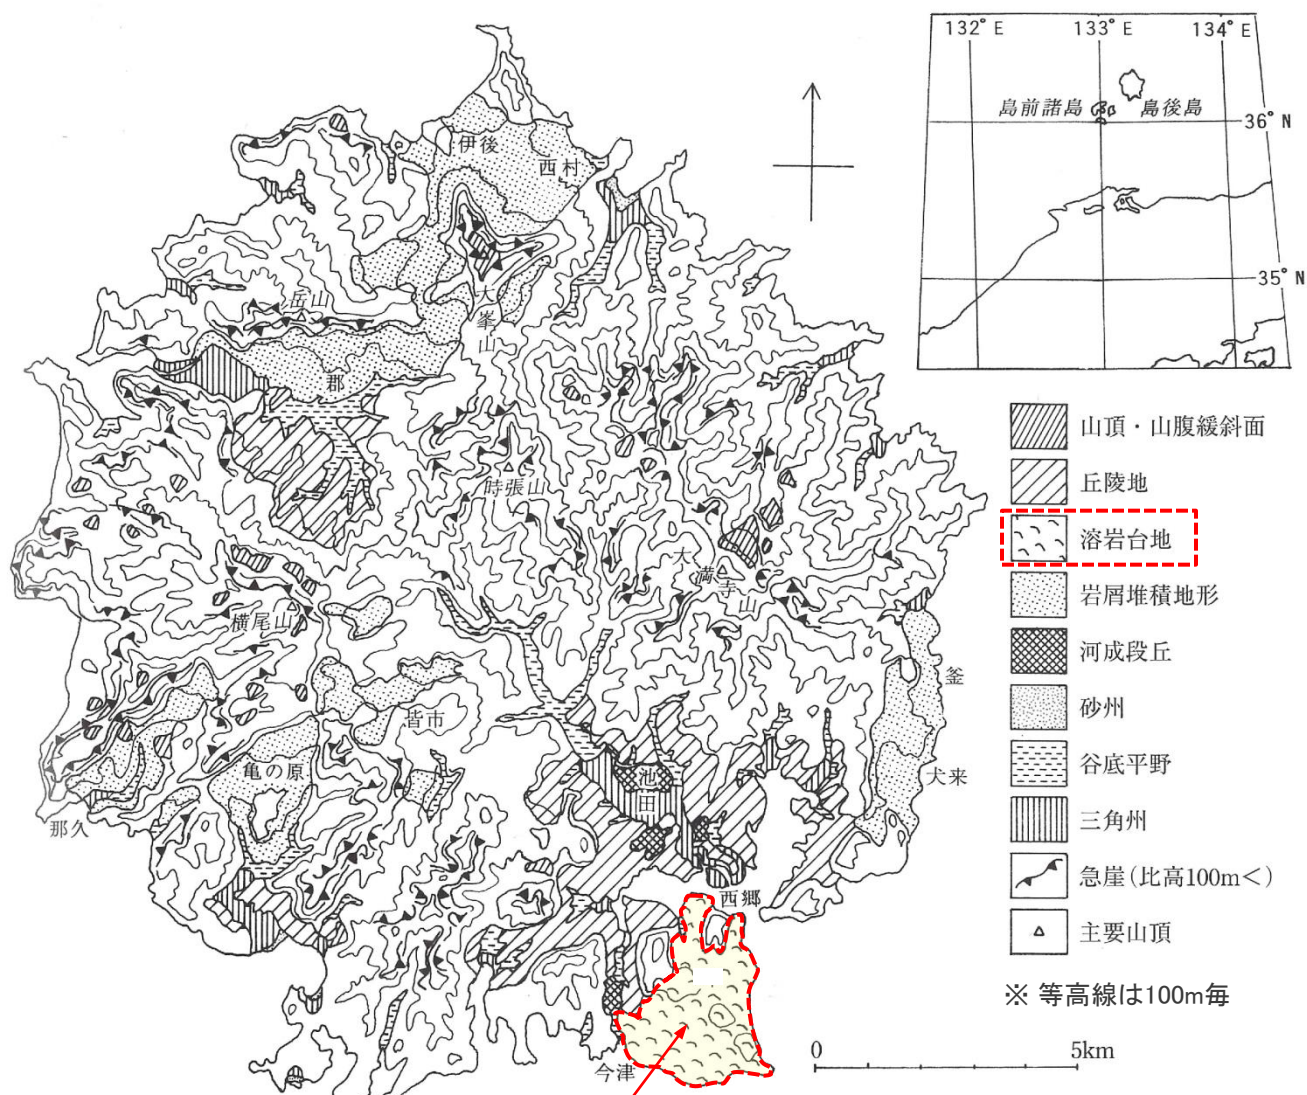 132° E
133° E
134° E
島前諸島
島後島
36° N
35° N
伊後
西村
大峯山
岳山
郡
時張山
大満寺山
横尾山
皆市
亀の原
那久
池田
釜
犬来
西郷
今津
山頂・山腹緩斜面
丘陵地
溶岩台地
岩屑堆積地形
河成段丘
砂州
谷底平野
三角州
急崖(比高100m<)
主要山頂
※ 等高線は100m毎
0
5km